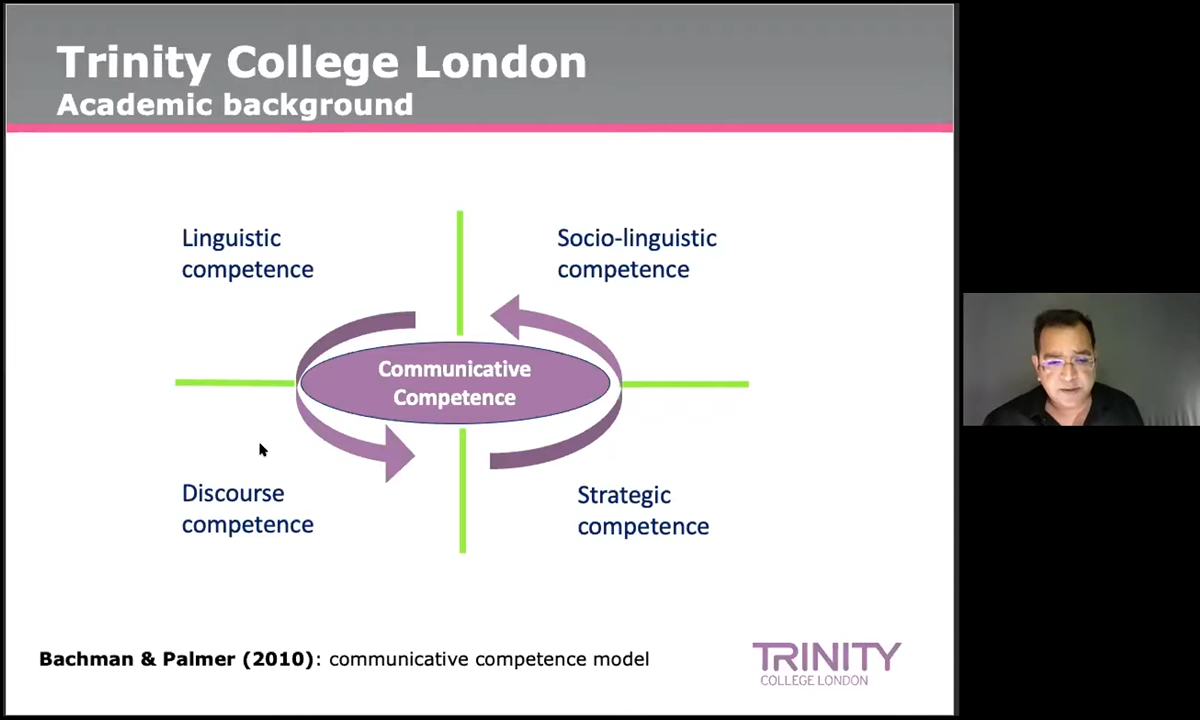 Trinity College London
Academic background
Linguistic
competence
Socio-linguistic
competence
Communicative
Competence
Discourse
competence
Strategic
competence
Bachman & Palmer (2010): communicative competence model
TRINITY
COLLEGE LONDON